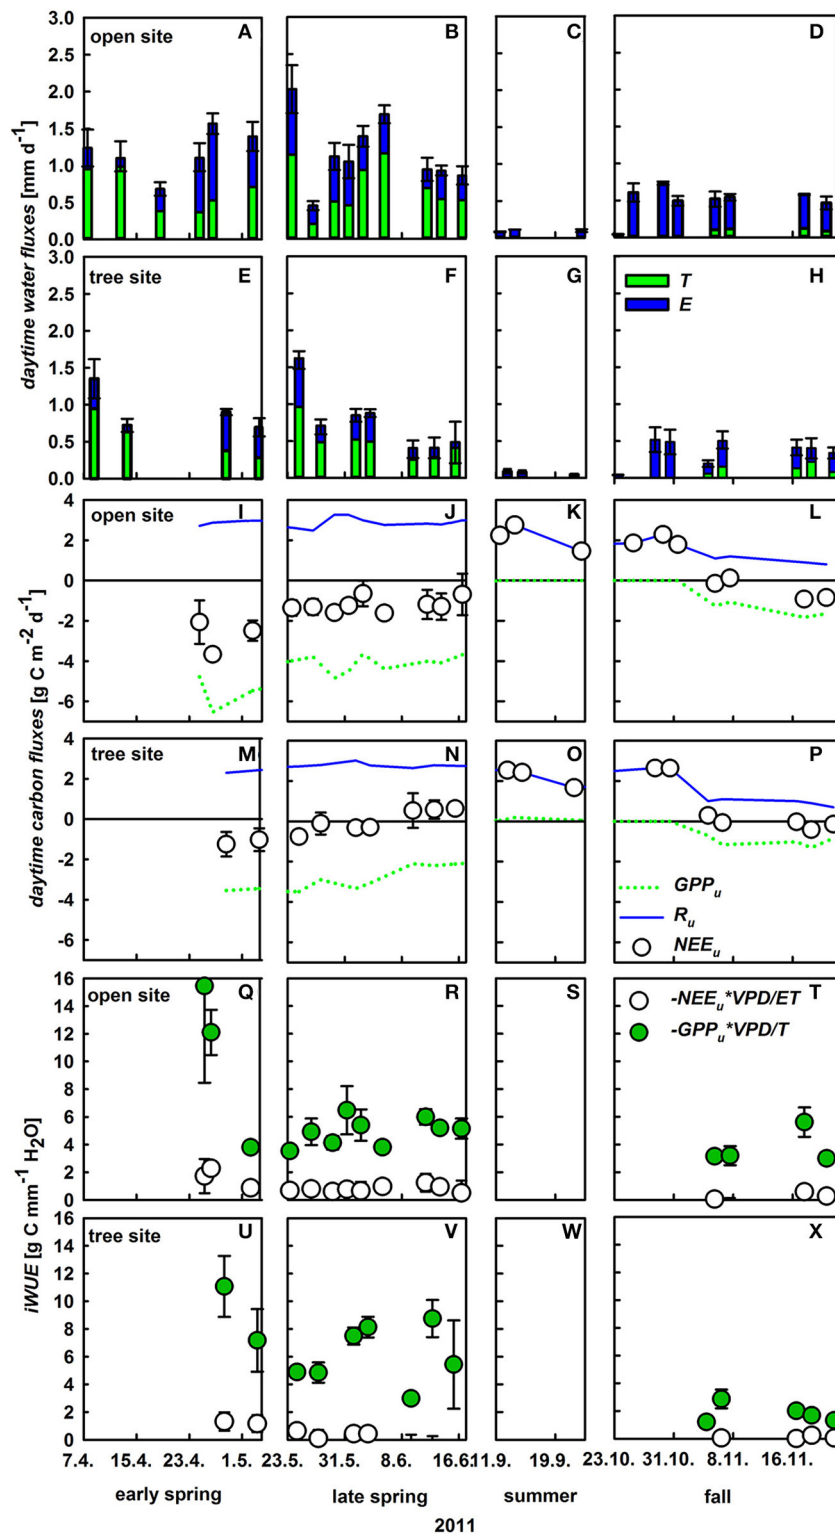 3.0 open site A B C D
2.5
2.0
1.5
1.0
0.5
0.0
daytime water fluxes [mm d-1]
3.0 tree site E F G H
2.5 T
2.0 E
1.5
1.0
0.5
0.0
4 open site I J K L
2
0
-2
-4
-6
daytime carbon fluxes [g C m-2 d-1]
4 tree site M N O P
2
0
-2
-4 GPPu
Ru
-6 NEEu
16 open site Q R S T
14 -NEEu*VPD/ET
12 -GPPu*VPD/T
10
8
6
4
2
0
iWUE [g C mm-1 H2O]
16 tree site U V W X
14
12
10
8
6
4
2
0
7.4. 15.4. 23.4. 1.5. 23.5. 31.5. 8.6. 16.611.9. 19.9. 23.10. 31.10. 8.11. 16.11.
early spring late spring summer fall
2011